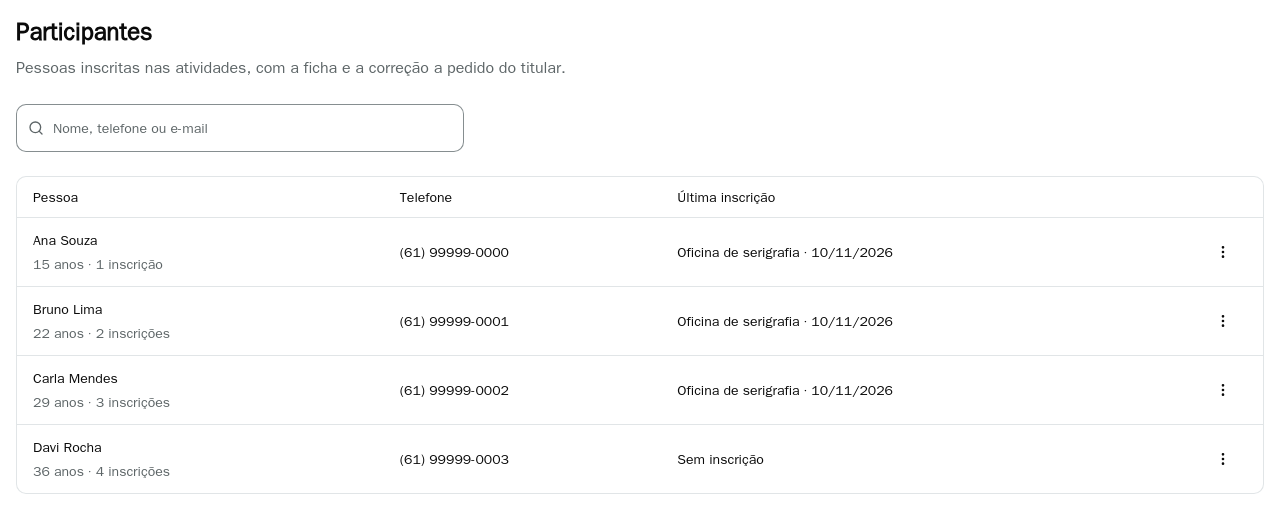 Participantes
Pessoas inscritas nas atividades, com a ficha e a correção a pedido do titular.
Nome, telefone ou e-mail
Pessoa Telefone Última inscrição
Ana Souza
15 anos · 1 inscrição
(61) 99999-0000
Oficina de serigrafia · 10/11/2026
Bruno Lima
22 anos · 2 inscrições
(61) 99999-0001
Oficina de serigrafia · 10/11/2026
Carla Mendes
29 anos · 3 inscrições
(61) 99999-0002
Oficina de serigrafia · 10/11/2026
Davi Rocha
36 anos · 4 inscrições
(61) 99999-0003
Sem inscrição